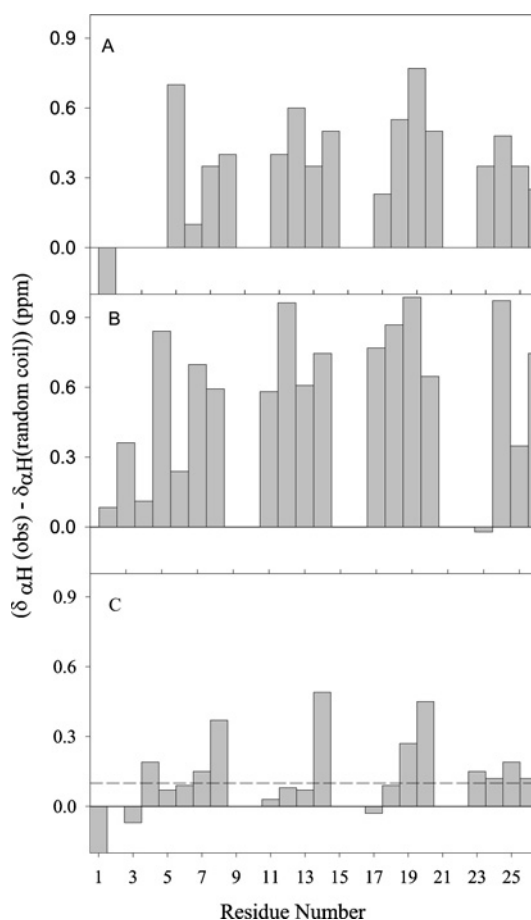 A
0.9
0.6
0.3
0.0
B
0.9
0.6
0.3
0.0
C
0.9
0.6
0.3
0.0
(δ αH (obs) - δαH(random coil)) (ppm)
1 3 5 7 9 11 13 15 17 19 21 23 25
Residue Number